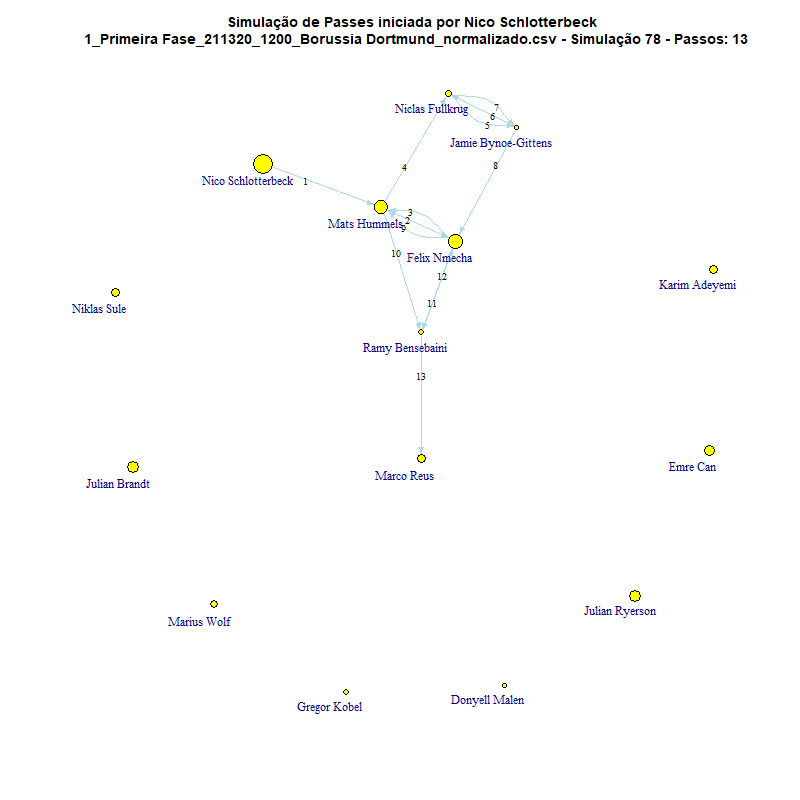 Simulação de Passes iniciada por Nico Schlotterbeck
1_Primeira Fase_211320_1200_Borussia Dortmund_normalizado.csv - Simulação 78 - Passos: 13
Niclas Fullkrug
7
6
5
Jamie Bynoe-Gittens
4
8
Nico Schlotterbeck
1
3
Mats Hummels
2
9
10
Felix Nmecha
12
Karim Adeyemi
11
Niklas Sule
Ramy Bensebaini
13
Marco Reus
Emre Can
Julian Brandt
Julian Ryerson
Marius Wolf
Donyell Malen
Gregor Kobel